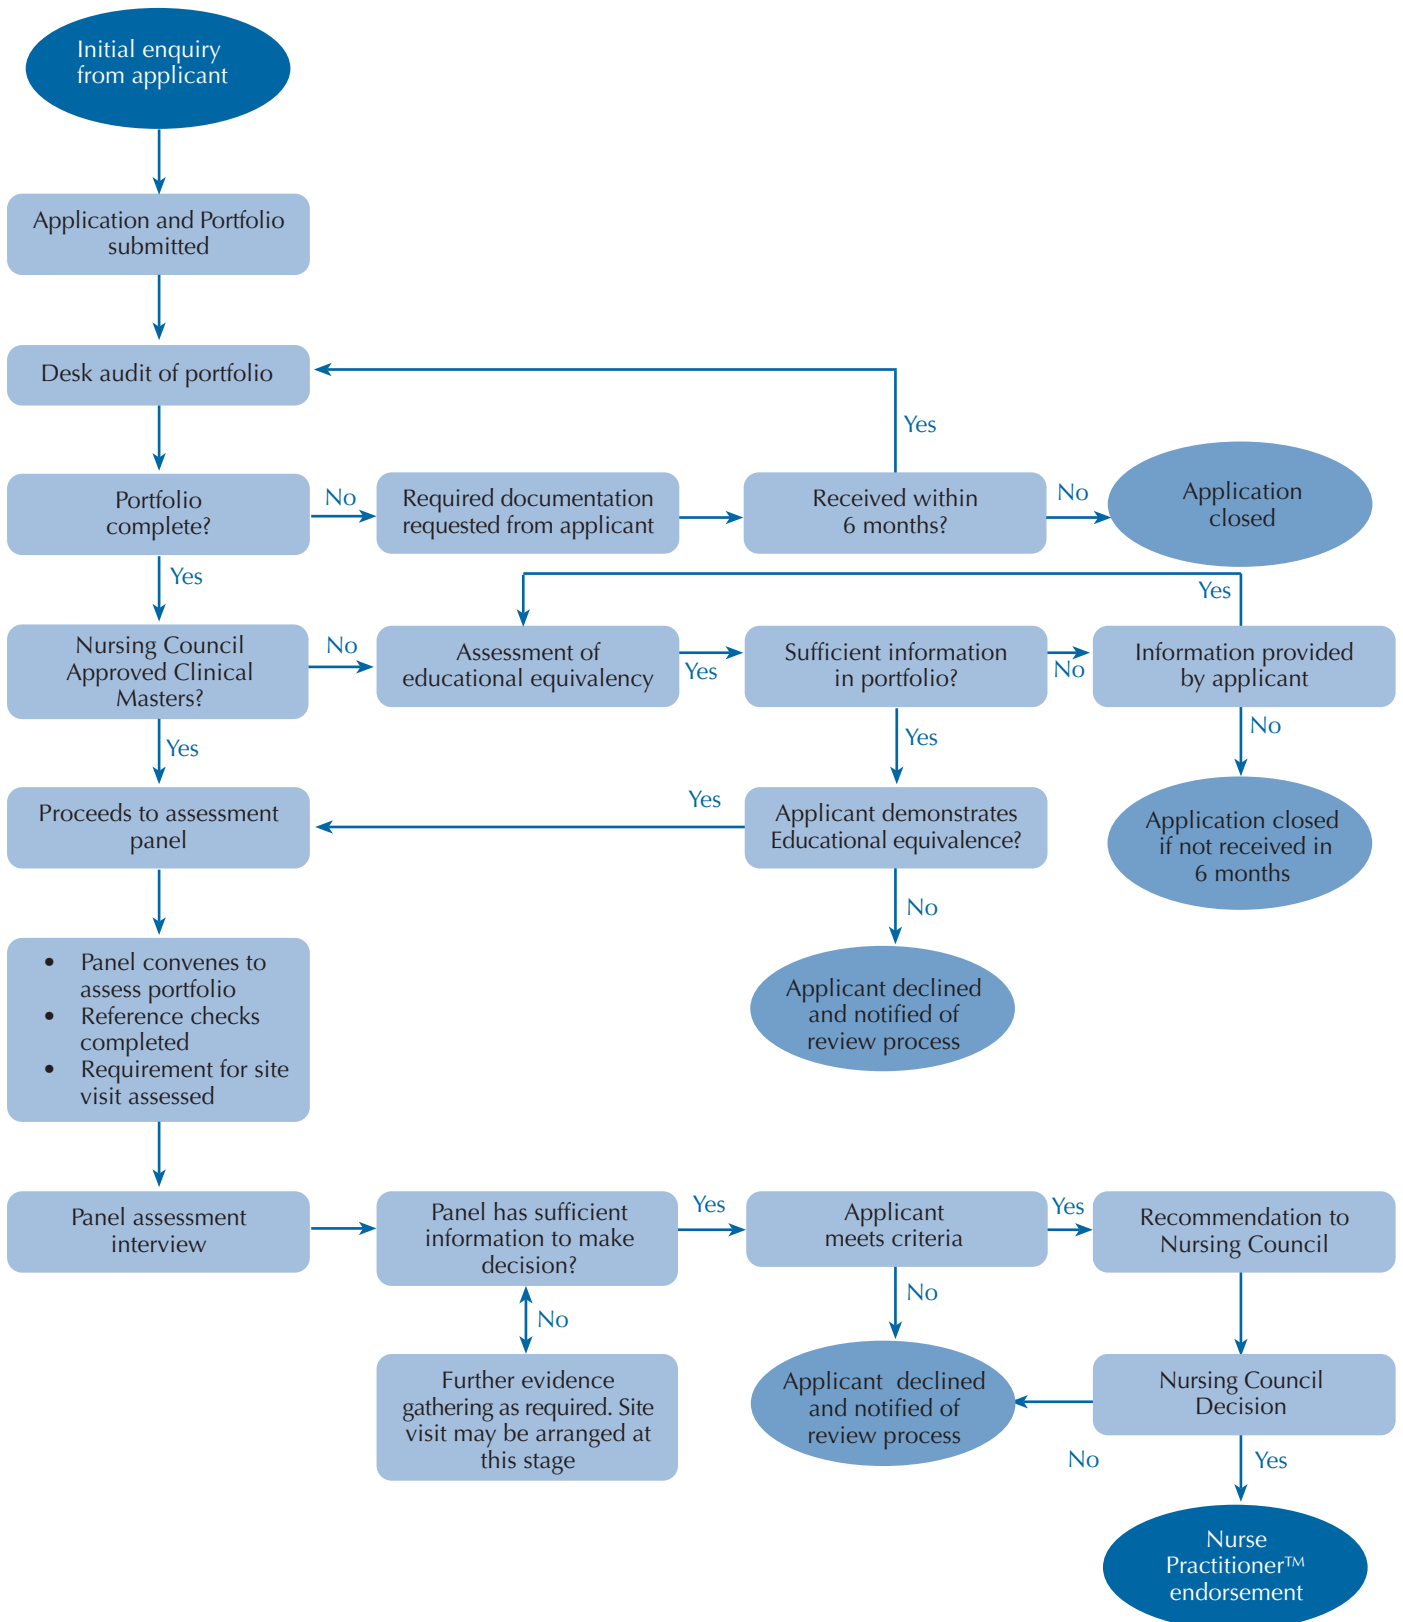 Initial enquiry
from applicant
Application and Portfolio
submitted
Desk audit of portfolio
Yes
Portfolio
complete?
No
Required documentation
requested from applicant
Received within
6 months?
No
Application
closed
Yes
Yes
Nursing Council
Approved Clinical
Masters?
No
Assessment of
educational equivalency
Yes
Sufficient information
in portfolio?
No
Information provided
by applicant
Yes
Yes
No
Proceeds to assessment
panel
Yes
Applicant demonstrates
Educational equivalence?
Application closed
if not received in
6 months
No
• Panel convenes to
assess portfolio
• Reference checks
completed
• Requirement for site
visit assessed
Applicant declined
and notified of
review process
Panel assessment
interview
Panel has sufficient
information to make
decision?
Yes
Applicant
meets criteria
Yes
Recommendation to
Nursing Council
No
No
Further evidence
gathering as required. Site
visit may be arranged at
this stage
Applicant declined
and notified of
review process
Nursing Council
Decision
No
Yes
Nurse
Practitioner™
endorsement